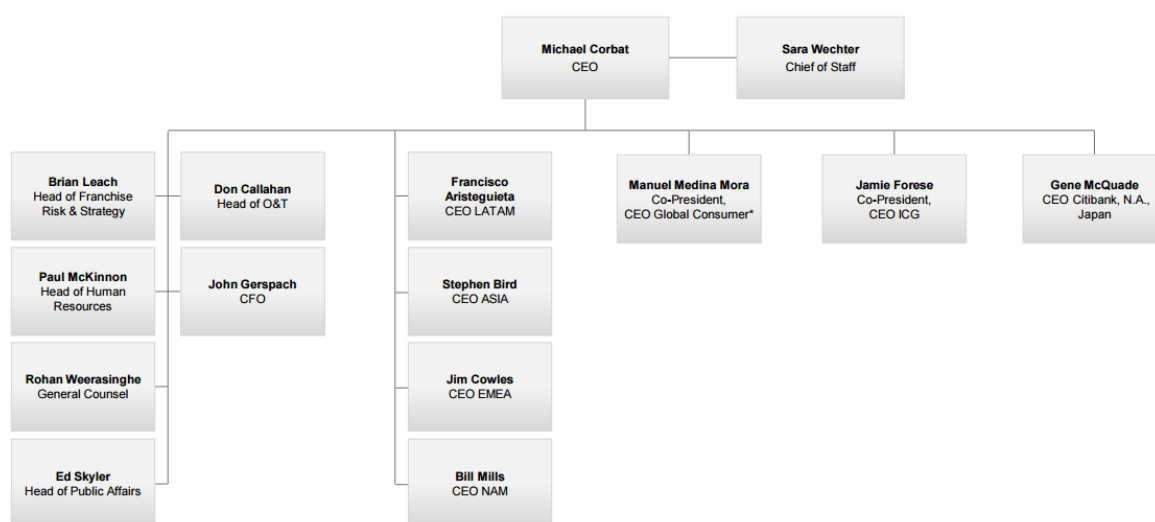 Michael Corbat
CEO
Sara Wechter
Chief of Staff
Brian Leach
Head of Franchise
Risk & Strategy
Don Callahan
Head of O&T
Francisco
Aristeguieta
CEO LATAM
Manuel Medina Mora
Co-President,
CEO Global Consumer*
Jamie Forese
Co-President,
CEO ICG
Gene McQuade
CEO Citibank, N.A.,
Japan
Paul McKinnon
Head of Human
Resources
John Gerspach
CFO
Stephen Bird
CEO ASIA
Rohan Weerasinghe
General Counsel
Jim Cowles
CEO EMEA
Ed Skyler
Head of Public Affairs
Bill Mills
CEO NAM